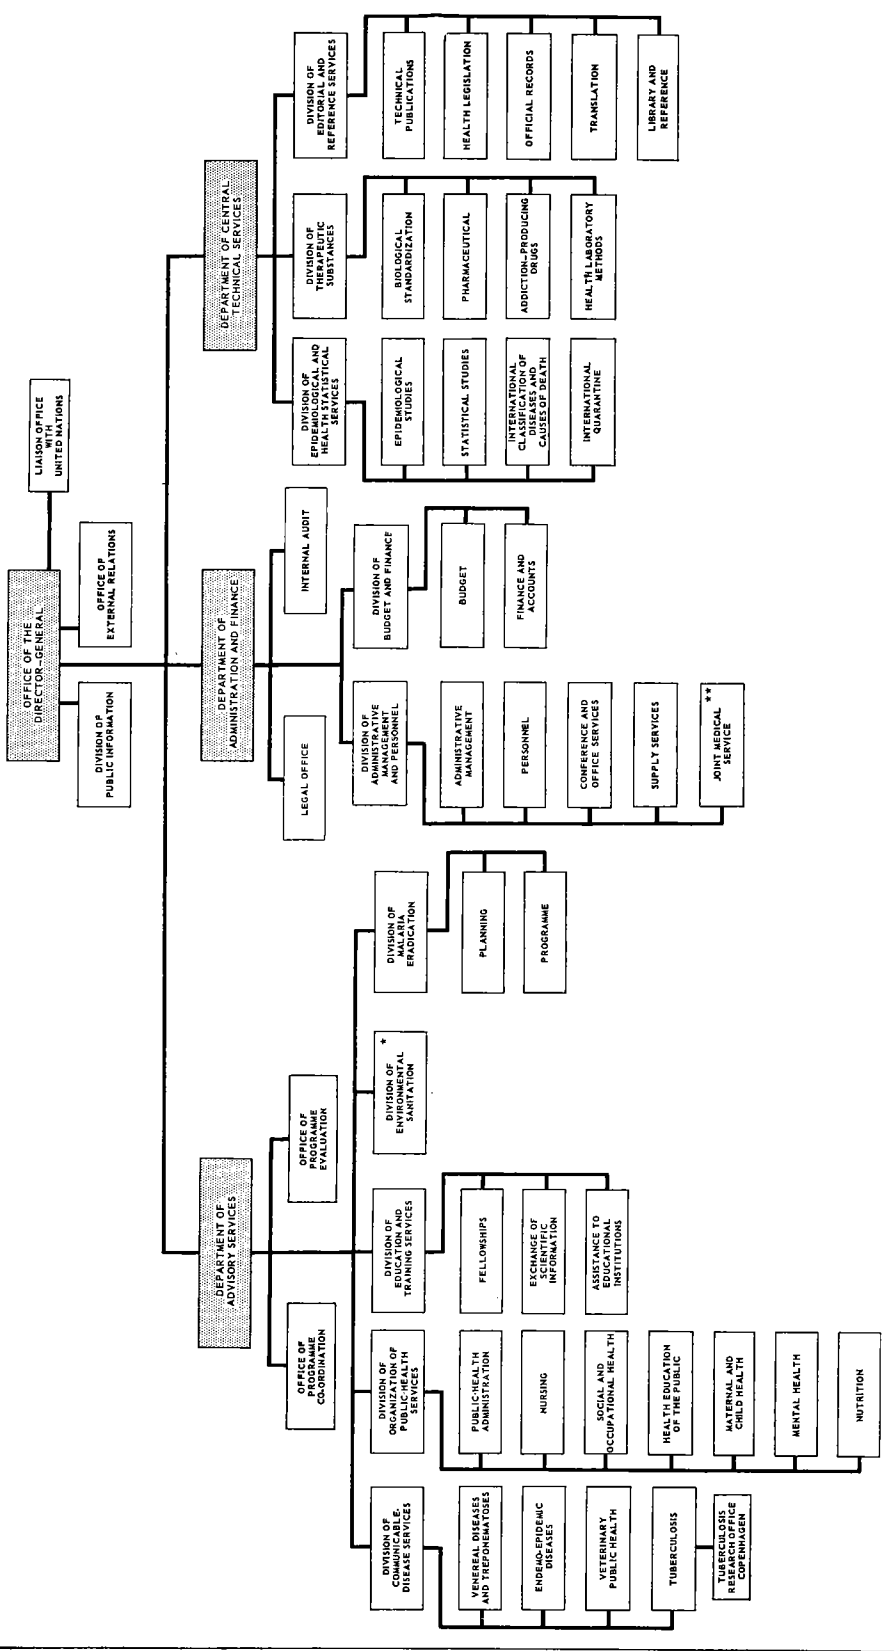 OFFICE OF THE
DIRECTOR-GENERAL
LIAISON OFFICE
WITH
UNITED NATIONS
DIVISION OF
PUBLIC INFORMATION
OFFICE OF
EXTERNAL RELATIONS
DEPARTMENT OF
ADVISORY SERVICES
OFFICE OF
PROGRAMME
CO-ORDINATION
OFFICE OF
PROGRAMME
EVALUATION
DIVISION OF
COMMUNICABLE-
DISEASE SERVICES
VENEREAL DISEASES
AND TREPONEMATOSES
ENDEMO-EPIDEMIC
DISEASES
VETERINARY
PUBLIC HEALTH
TUBERCULOSIS
TUBERCULOSIS
RESEARCH OFFICE
COPENHAGEN
DIVISION OF
ORGANIZATION OF
PUBLIC-HEALTH
SERVICES
PUBLIC-HEALTH
ADMINISTRATION
NURSING
SOCIAL AND
OCCUPATIONAL HEALTH
HEALTH EDUCATION
OF THE PUBLIC
MATERNAL AND
CHILD HEALTH
MENTAL HEALTH
NUTRITION
DIVISION OF
EDUCATION AND
TRAINING SERVICES
FELLOWSHIPS
EXCHANGE OF
SCIENTIFIC
INFORMATION
ASSISTANCE TO
EDUCATIONAL
INSTITUTIONS
DIVISION OF *
ENVIRONMENTAL
SANITATION
DIVISION OF
MALARIA
ERADICATION
PLANNING
PROGRAMME
DEPARTMENT OF
ADMINISTRATION AND FINANCE
LEGAL OFFICE
INTERNAL AUDIT
DIVISION OF
ADMINISTRATIVE
MANAGEMENT
AND PERSONNEL
ADMINISTRATIVE
MANAGEMENT
PERSONNEL
CONFERENCE AND
OFFICE SERVICES
SUPPLY SERVICES
JOINT MEDICAL **
SERVICE
DIVISION OF
BUDGET AND FINANCE
BUDGET
FINANCE AND
ACCOUNTS
DEPARTMENT OF CENTRAL
TECHNICAL SERVICES
DIVISION OF
EPIDEMIOLOGICAL AND
HEALTH STATISTICAL
SERVICES
EPIDEMIOLOGICAL
STUDIES
STATISTICAL STUDIES
INTERNATIONAL
CLASSIFICATION OF
DISEASES AND
CAUSES OF DEATH
INTERNATIONAL
QUARANTINE
DIVISION OF
THERAPEUTIC
SUBSTANCES
BIOLOGICAL
STANDARDIZATION
PHARMACEUTICAL
ADDICTION-PRODUCING
DRUGS
HEALTH LABORATORY
METHODS
DIVISION OF
EDITORIAL AND
REFERENCE SERVICES
TECHNICAL
PUBLICATIONS
HEALTH LEGISLATION
OFFICIAL RECORDS
TRANSLATION
LIBRARY AND
REFERENCE